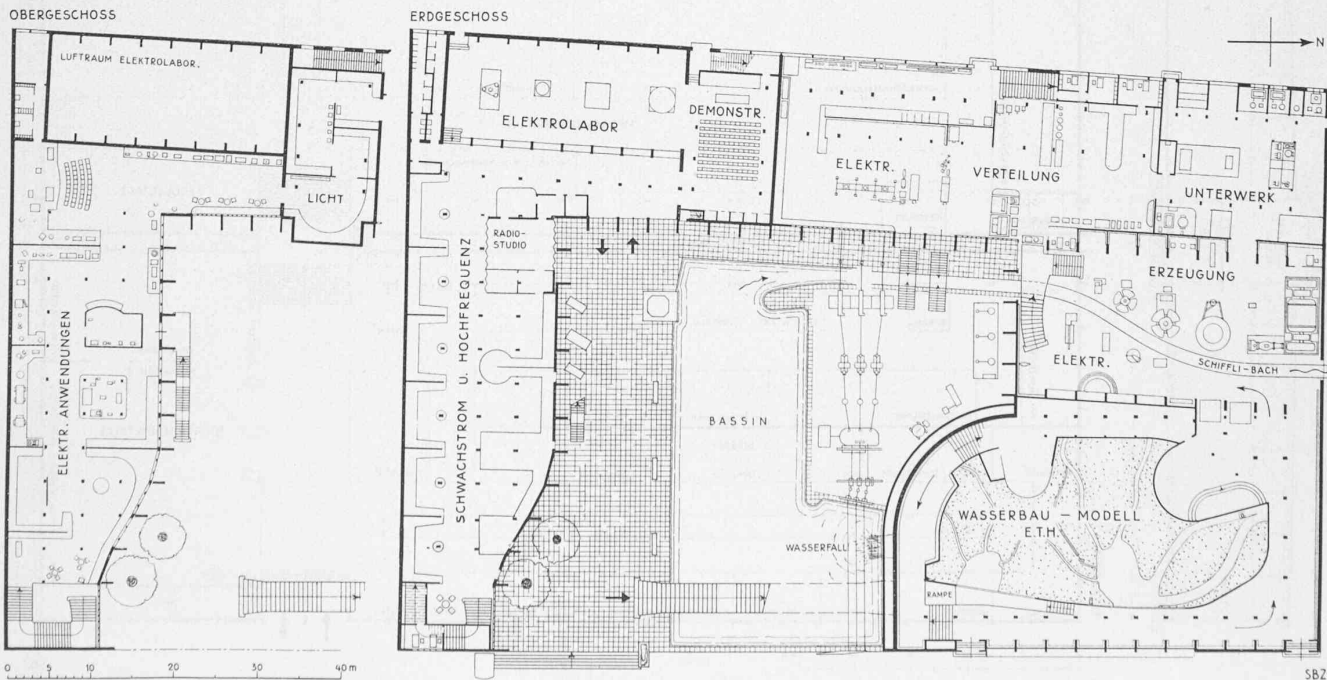 OBERGESCHOSS
ERDGESCHOSS
N
LUFTRAUM ELEKTROLABOR.
LICHT
ELEKTR. ANWENDUNGEN
ELEKTROLABOR
DEMONSTR.
RADIO-
STUDIO
SCHWACHSTROM U. HOCHFREQUENZ
ELEKTR.
VERTEILUNG
UNTERWERK
ERZEUGUNG
ELEKTR.
SCHIFFLI-BACH
BASSIN
WASSERFALL
WASSERBAU – MODELL
E.T.H.
RAMPE
0 5 10 20 30 40 m
SBZ